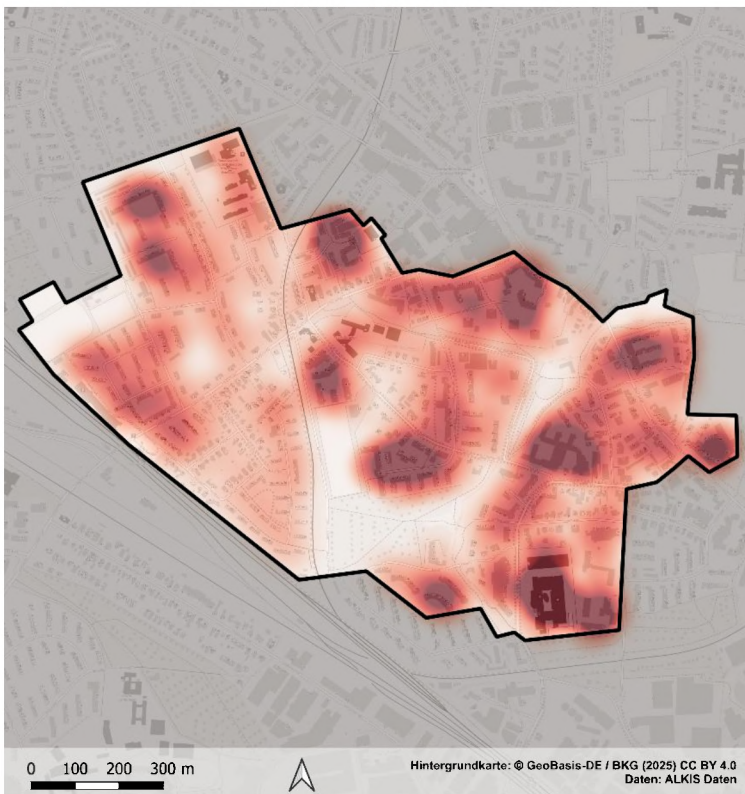 0 100 200 300 m
Hintergrundkarte: © GeoBasis-DE / BKG (2025) CC BY 4.0
Daten: ALKIS Daten